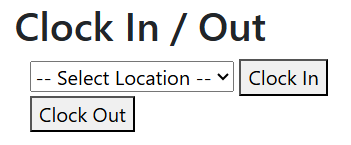 Clock In / Out
-- Select Location -- Clock In
Clock Out